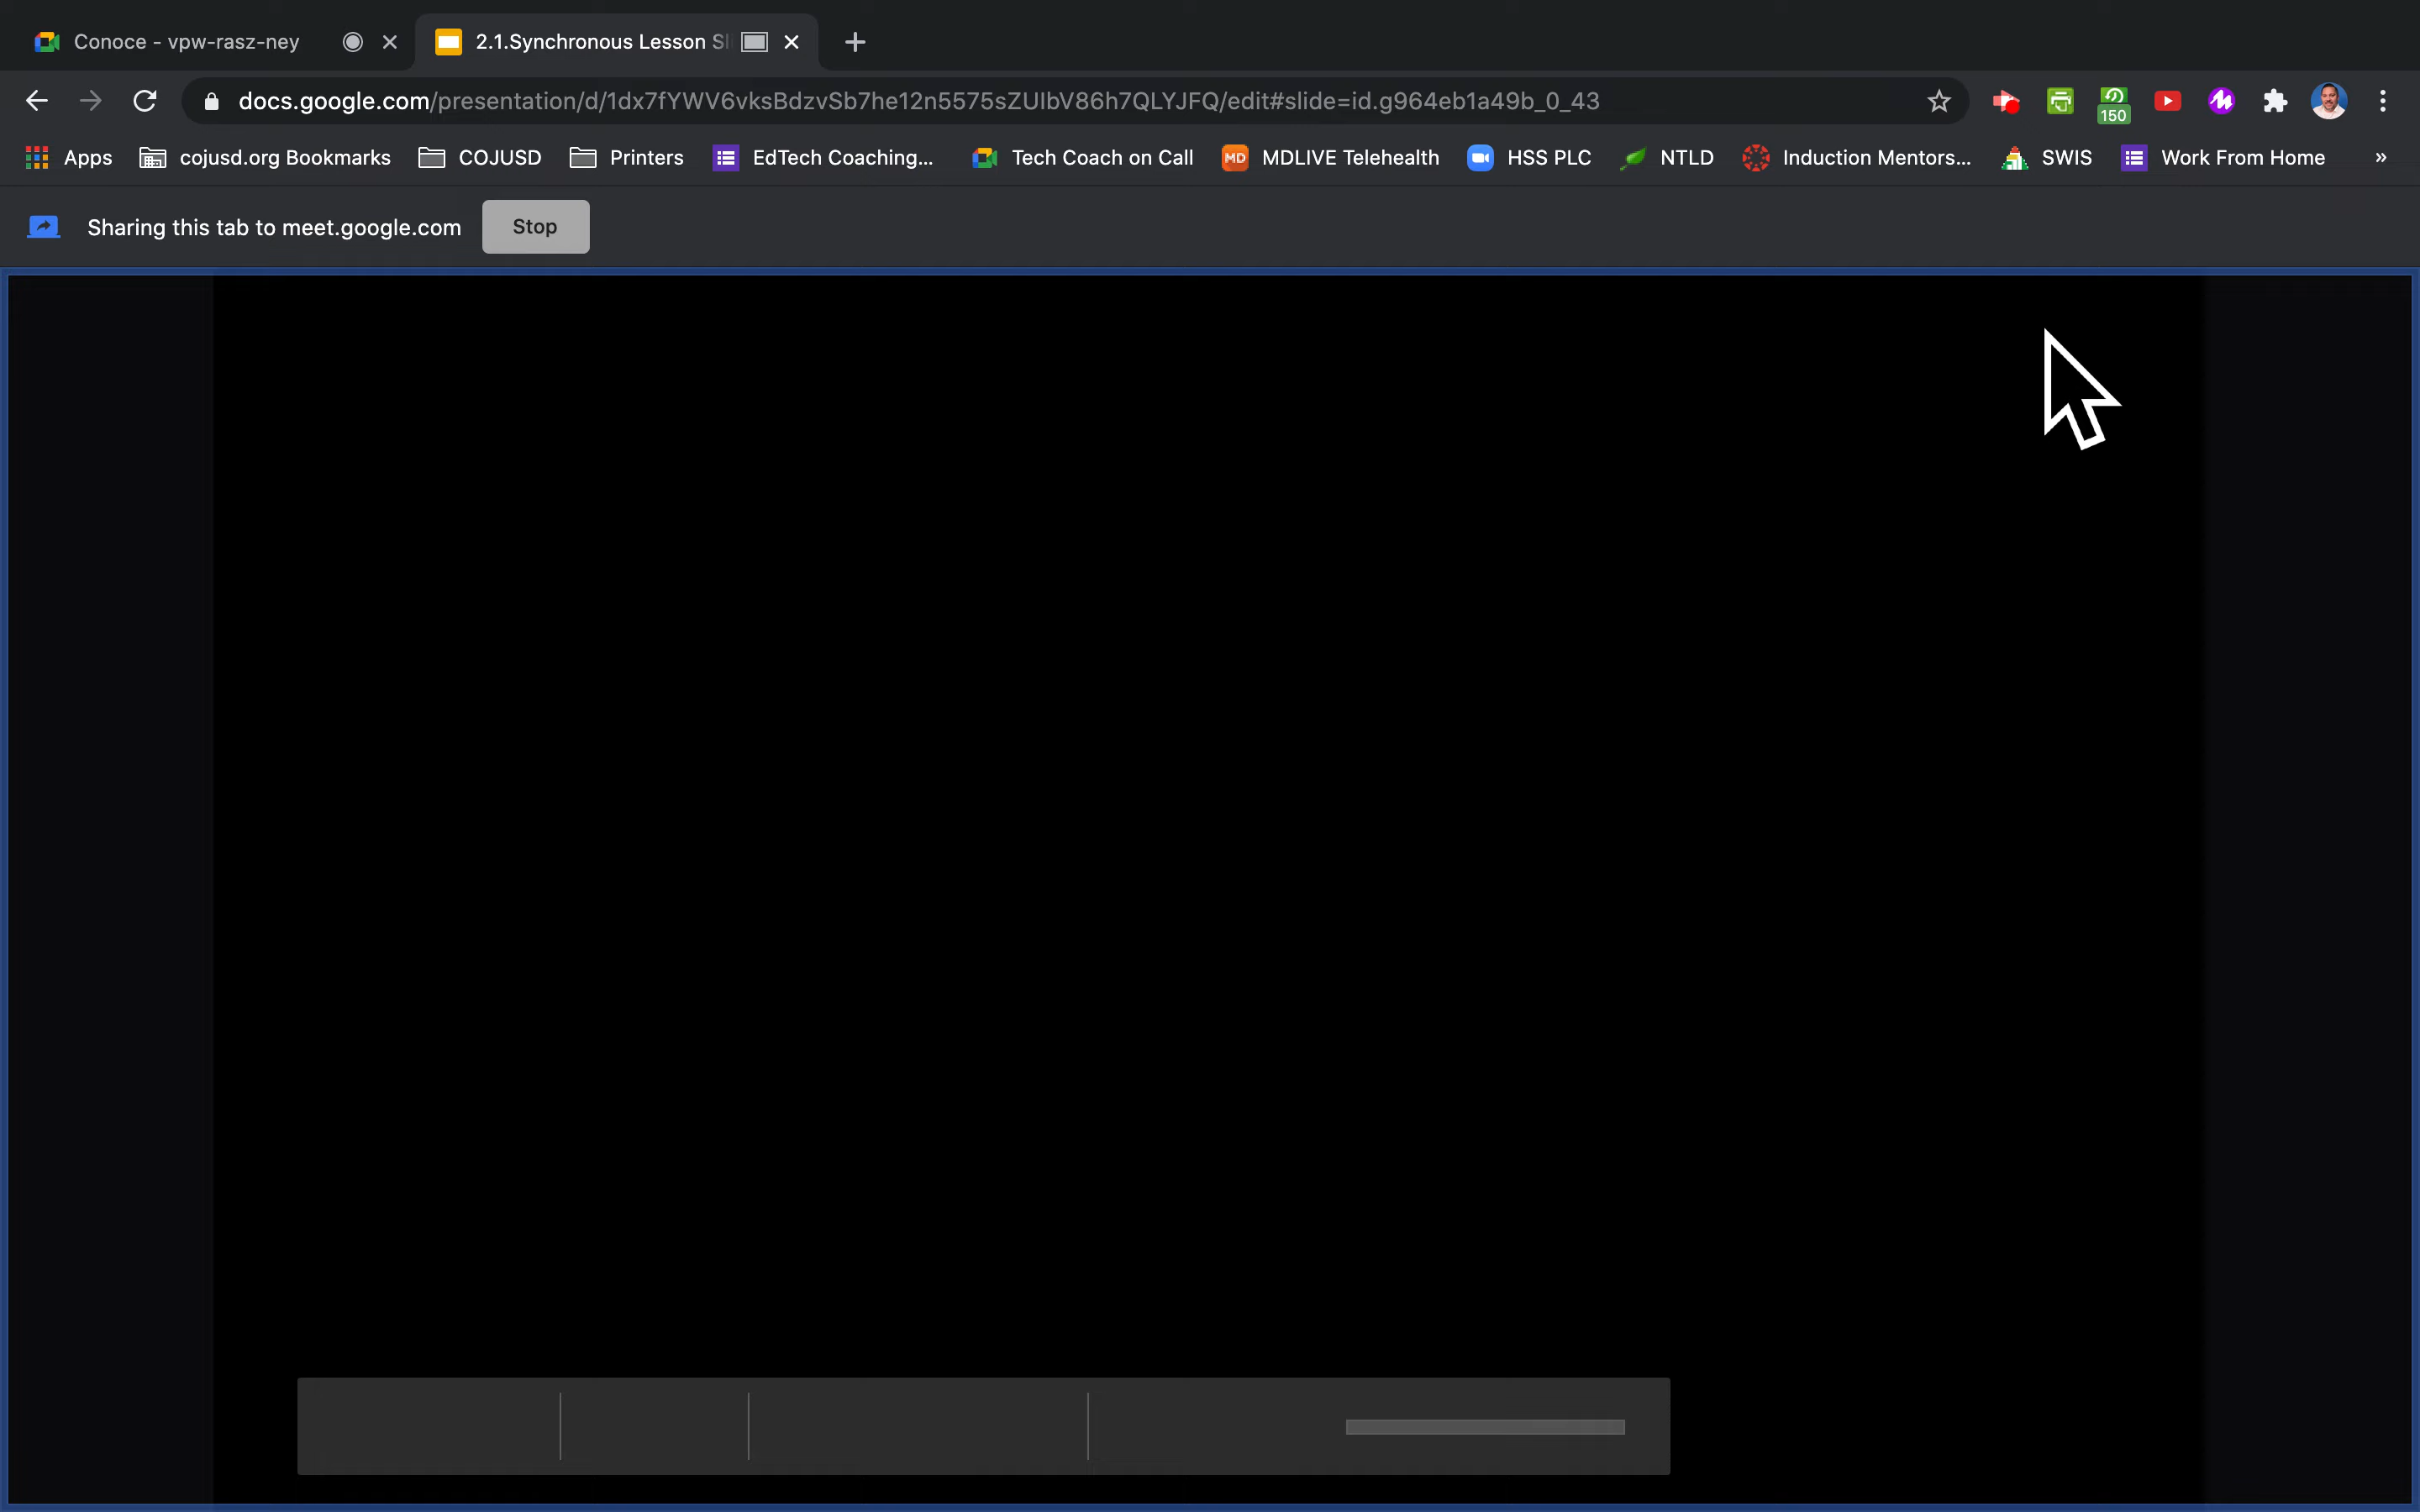 Conoce - vpw-rasz-ney
2.1.Synchronous Lesson Sl
docs.google.com/presentation/d/1dx7fYWV6vksBdzvSb7he12n5575sZUIbV86h7QLYJFQ/edit#slide=id.g964eb1a49b_0_43
150
Apps
cojusd.org Bookmarks
COJUSD
Printers
EdTech Coaching...
Tech Coach on Call
MD
MDLIVE Telehealth
HSS PLC
NTLD
Induction Mentors...
SWIS
Work From Home
»
Sharing this tab to meet.google.com
Stop